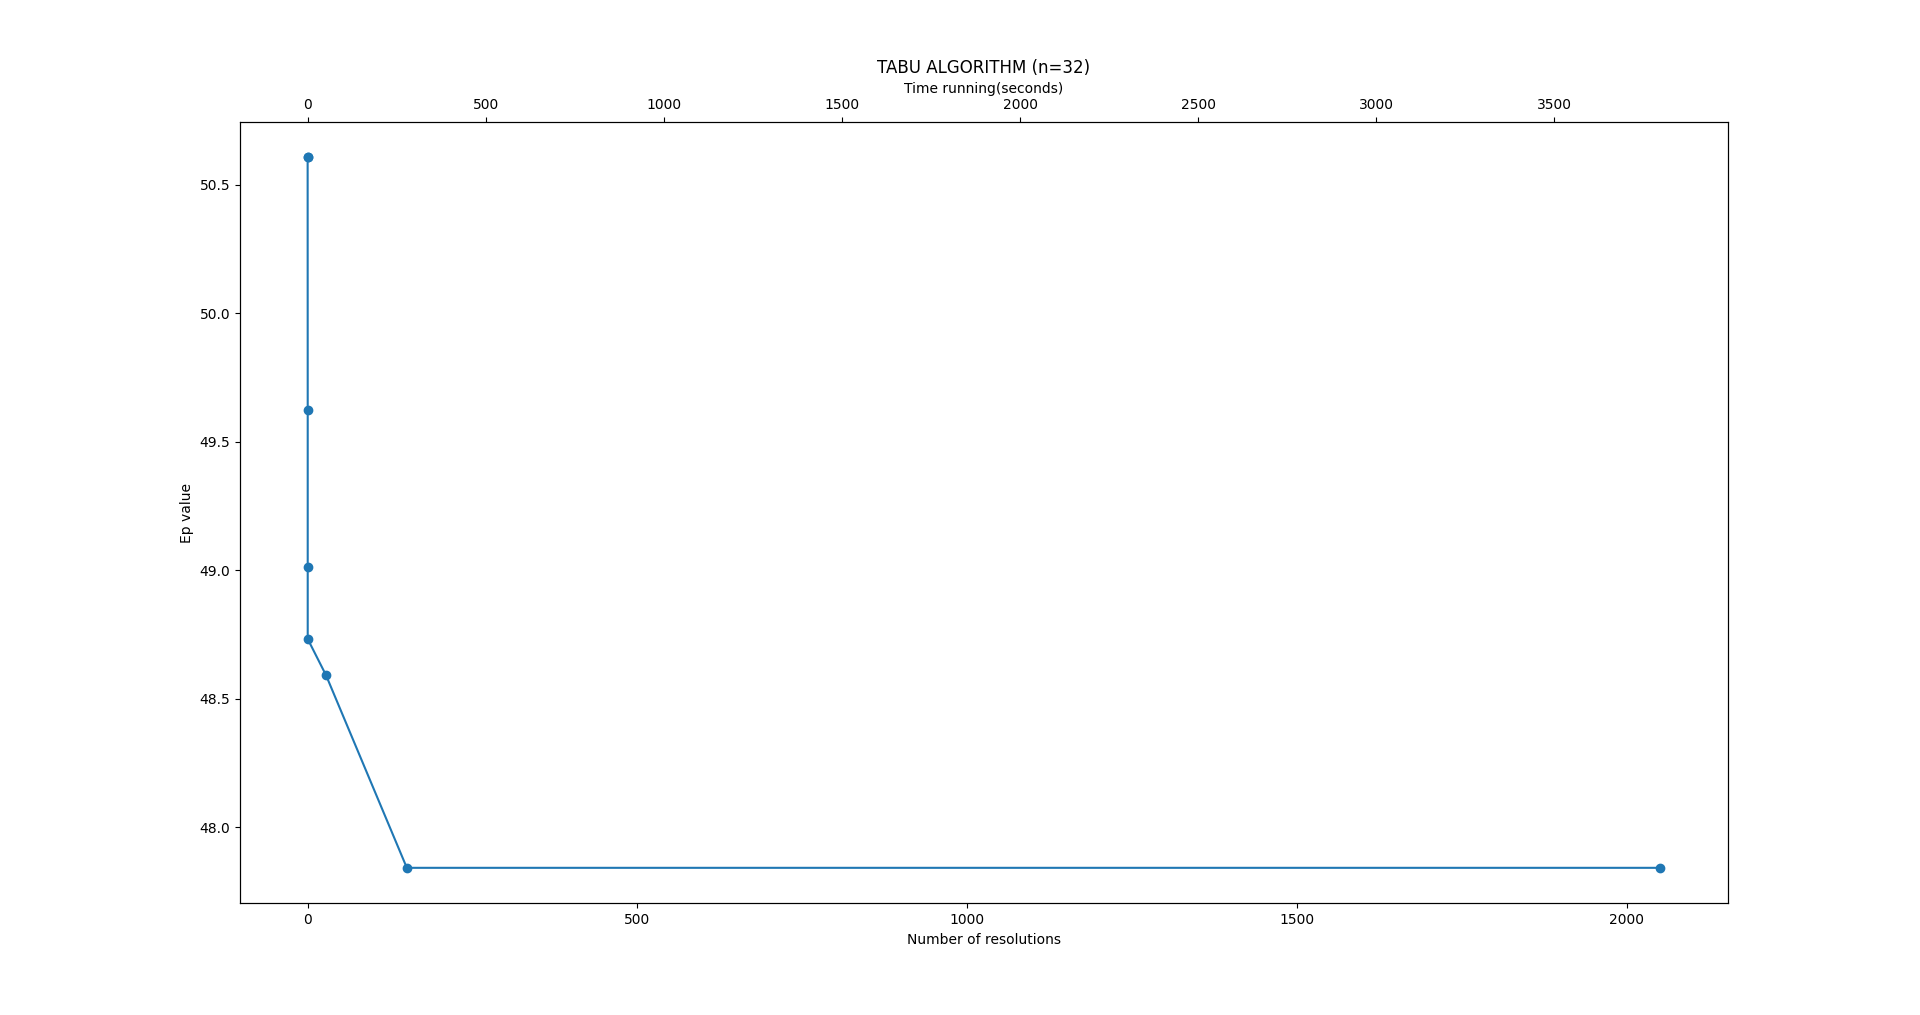 TABU ALGORITHM (n=32)
Time running(seconds)
0 500 1000 1500 2000 2500 3000 3500
50.5
50.0
49.5
49.0
48.5
48.0
Ep value
0 500 1000 1500 2000
Number of resolutions